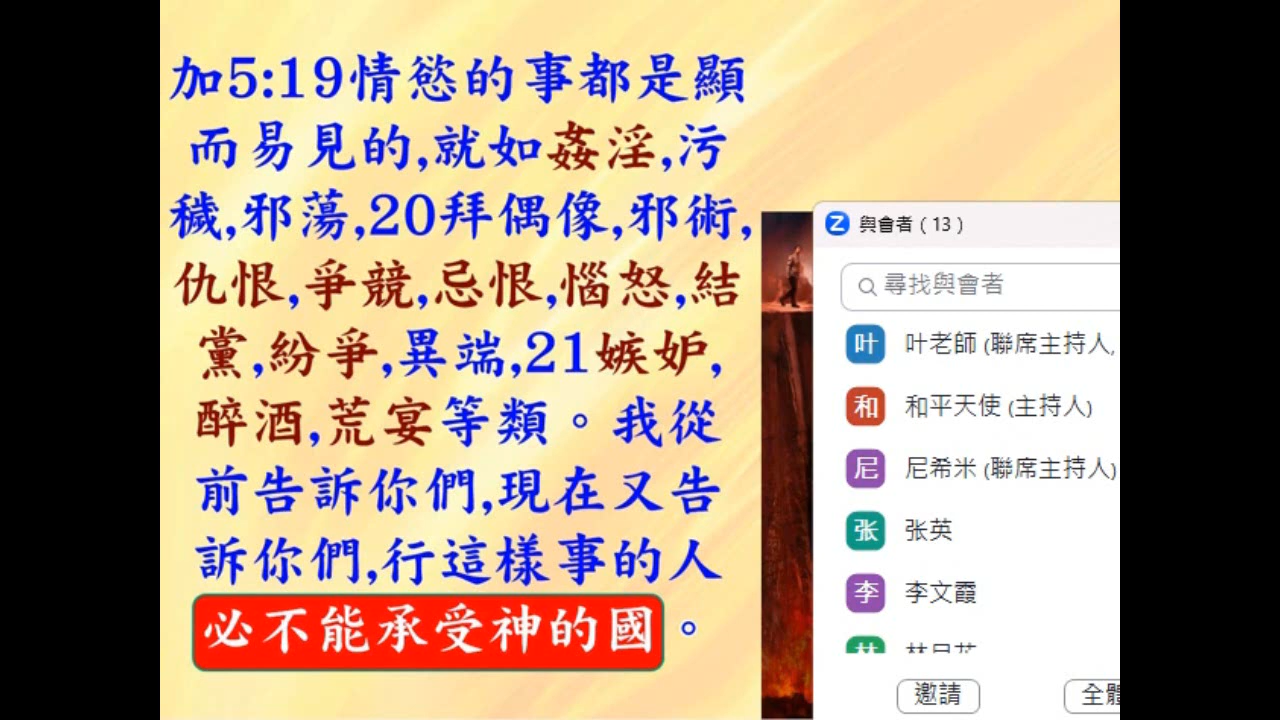 加5:19情慾的事都是顯
而易見的,就如姦淫,污
穢,邪蕩,20拜偶像,邪術,
仇恨,爭競,忌恨,惱怒,結
黨,紛爭,異端,21嫉妒,
醉酒,荒宴等類。我從
前告訴你們,現在又告
訴你們,行這樣事的人
必不能承受神的國。
與會者 ( 13 )
尋找與會者
叶 叶老師 (聯席主持人,
和 和平天使 (主持人)
尼 尼希米 (聯席主持人)
张 张英
李 李文霞
邀請
全體